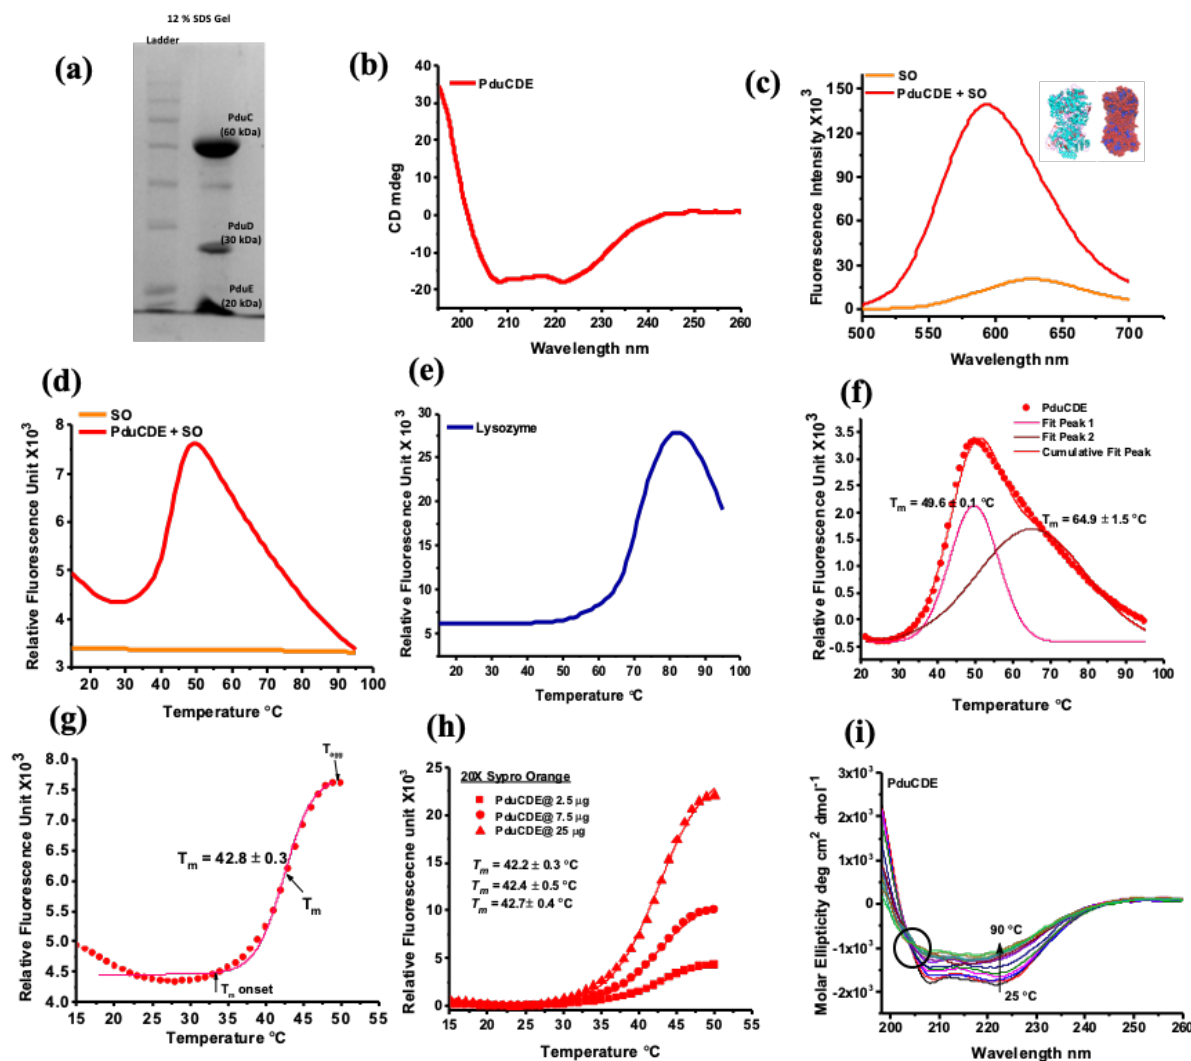 12 % SDS Gel
Ladder
(a)
PduC
(60 kDa)
PduD
(30 kDa)
PduE
(20 kDa)
(b)
PduCDE
CD mdeg
40
30
20
10
0
-10
-20
200
210
220
230
240
250
260
Wavelength nm
(c)
SO
PduCDE + SO
Fluorescence Intensity X10³
150
120
90
60
30
0
500
550
600
650
700
Wavelength nm
(d)
SO
PduCDE + SO
Relative Fluorescence Unit X10³
8
7
6
5
4
3
20
30
40
50
60
70
80
90
100
Temperature °C
(e)
Lysozyme
Relative Fluorescence Unit X 10³
30
25
20
15
10
5
20
30
40
50
60
70
80
90
100
Temperature °C
(f)
PduCDE
Fit Peak 1
Fit Peak 2
Cumulative Fit Peak
Tm = 49.6 ± 0.1 °C
Tm = 64.9 ± 1.5 °C
Relative Fluorescence Unit X10³
3.5
3.0
2.5
2.0
1.5
1.0
0.5
0.0
-0.5
20
30
40
50
60
70
80
90
100
Temperature °C
(g)
Tagg
Tm = 42.8 ± 0.3
Tm
Tm onset
Relative Fluorescence Unit X10³
8.0
7.5
7.0
6.5
6.0
5.5
5.0
4.5
4.0
15
20
25
30
35
40
45
50
55
Temperature °C
(h)
20X Sypro Orange
PduCDE@ 2.5 µg
PduCDE@ 7.5 µg
PduCDE@ 25 µg
Tm = 42.2 ± 0.3 °C
Tm = 42.4 ± 0.5 °C
Tm = 42.7± 0.4 °C
Relative Fluorescecne unit X10³
25
20
15
10
5
0
15
20
25
30
35
40
45
50
55
Temperature °C
(i)
PduCDE
90 °C
25 °C
Molar Ellipticity deg cm² dmol⁻¹
3x10³
2x10³
1x10³
0
-1x10³
-2x10³
200
210
220
230
240
250
260
Wavelength nm